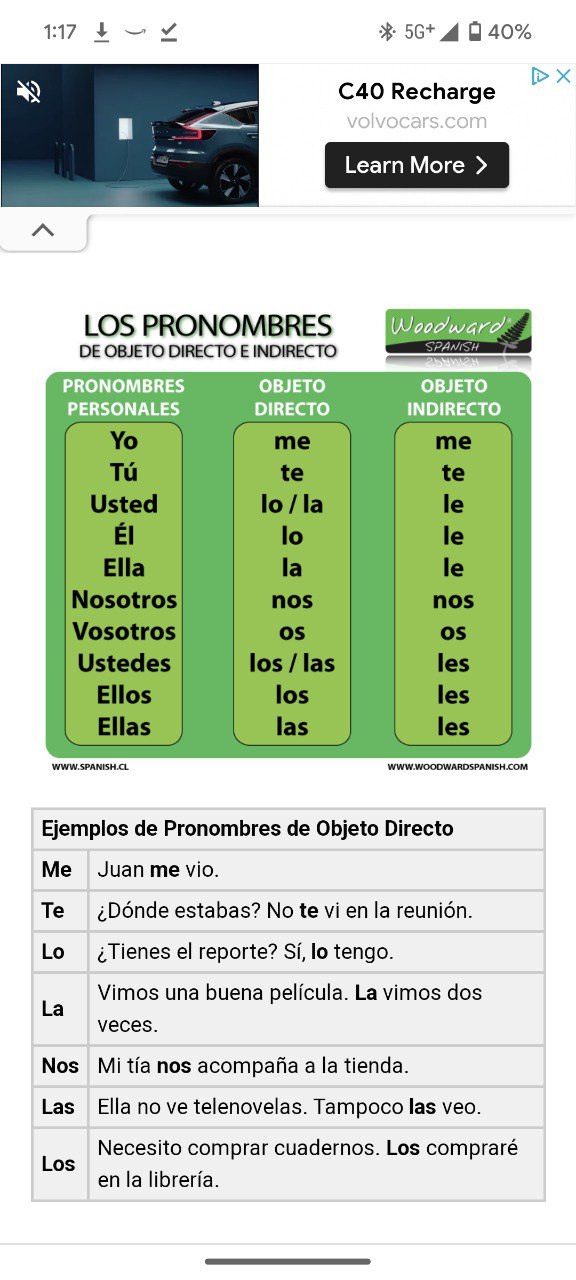 1:17 5G+ 40%
C40 Recharge
volvocars.com
Learn More
LOS PRONOMBRES
DE OBJETO DIRECTO E INDIRECTO
Woodward®
SPANISH
PRONOMBRES PERSONALES OBJETO DIRECTO OBJETO INDIRECTO
Yo me me
Tú te te
Usted lo / la le
Él lo le
Ella la le
Nosotros nos nos
Vosotros os os
Ustedes los / las les
Ellos los les
Ellas las les
WWW.SPANISH.CL WWW.WOODWARDSPANISH.COM
Ejemplos de Pronombres de Objeto Directo
Me Juan me vio.
Te ¿Dónde estabas? No te vi en la reunión.
Lo ¿Tienes el reporte? Sí, lo tengo.
La Vimos una buena película. La vimos dos
veces.
Nos Mi tía nos acompaña a la tienda.
Las Ella no ve telenovelas. Tampoco las veo.
Los Necesito comprar cuadernos. Los compraré
en la librería.